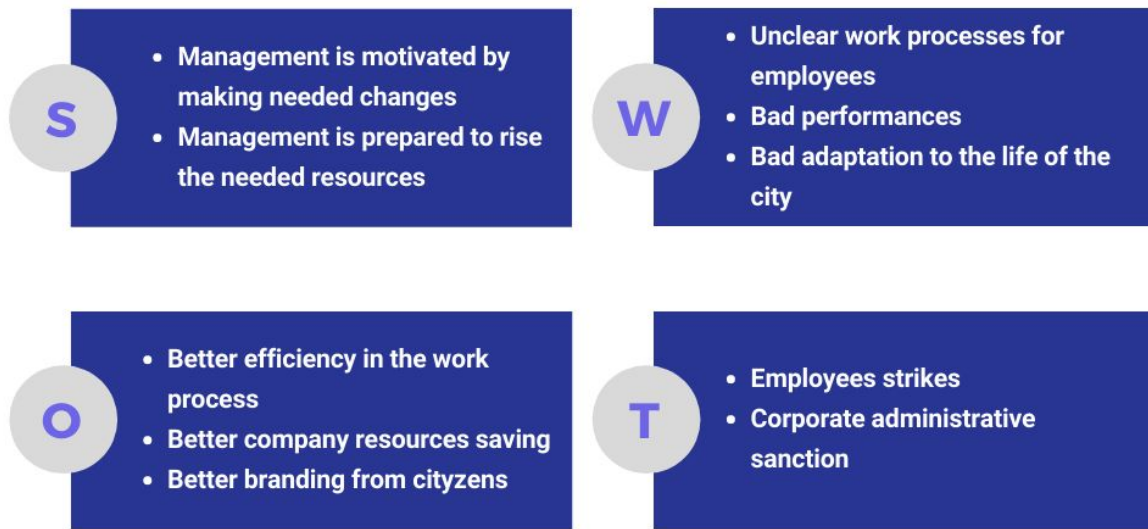 S
• Management is motivated by
making needed changes
• Management is prepared to rise
the needed resources
W
• Unclear work processes for
employees
• Bad performances
• Bad adaptation to the life of the
city
O
• Better efficiency in the work
process
• Better company resources saving
• Better branding from cityzens
T
• Employees strikes
• Corporate administrative
sanction